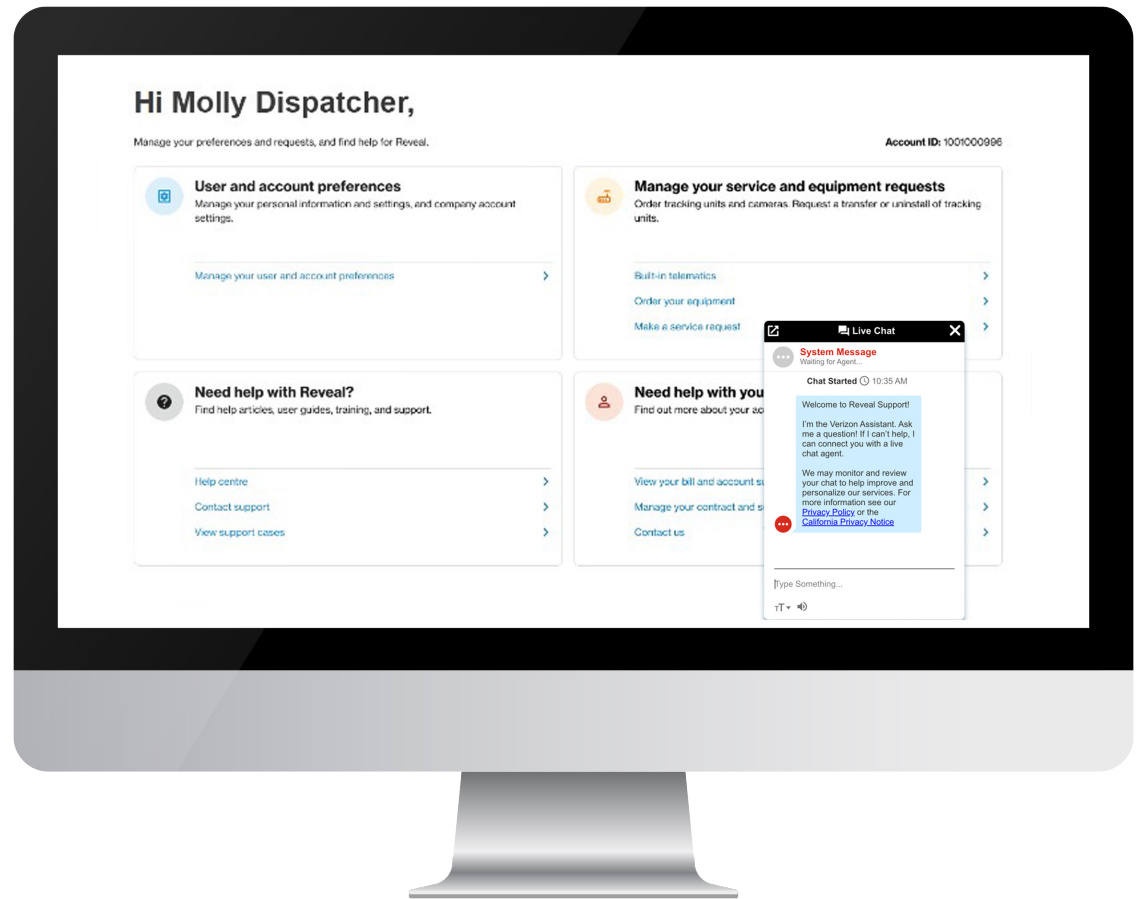 Hi Molly Dispatcher,
Manage your preferences and requests, and find help for Reveal.
Account ID: 1001000996
User and account preferences
Manage your personal information and settings, and company account
settings.
Manage your user and account preferences
Manage your service and equipment requests
Order tracking units and cameras. Request a transfer or uninstall of tracking
units.
Built-in telematics
Order your equipment
Make a service request
Need help with Reveal?
Find help articles, user guides, training, and support.
Help centre
Contact support
View support cases
Need help with you
Find out more about your ac
View your bill and account su
Manage your contract and s
Contact us
Live Chat
System Message
Waiting for Agent...
Chat Started 10:35 AM
Welcome to Reveal Support!
I'm the Verizon Assistant. Ask
me a question! If I can't help, I
can connect you with a live
chat agent.
We may monitor and review
your chat to help improve and
personalize our services. For
more information see our
Privacy Policy or the
California Privacy Notice
Type Something...
TT